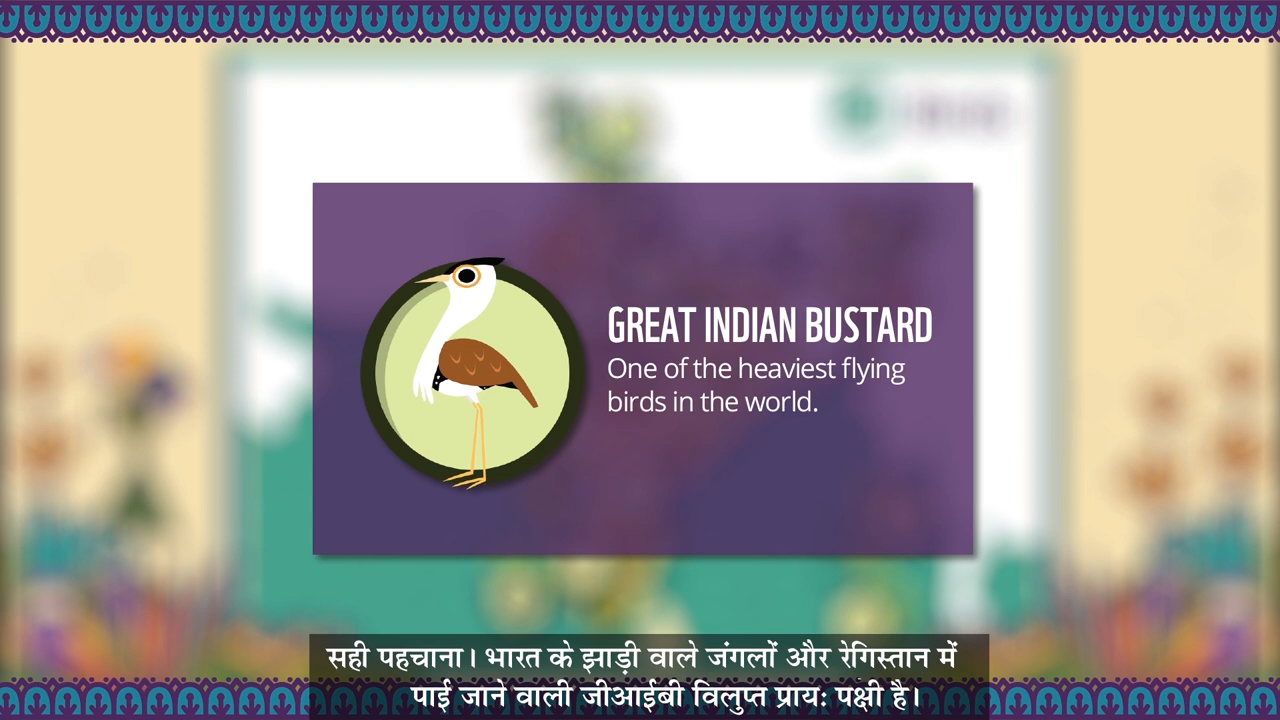 GREAT INDIAN BUSTARD
One of the heaviest flying
birds in the world.
सही पहचाना। भारत के झाड़ी वाले जंगलों और रेगिस्तान में
पाई जाने वाली जीआईबी विलुप्त प्रायः पक्षी है।